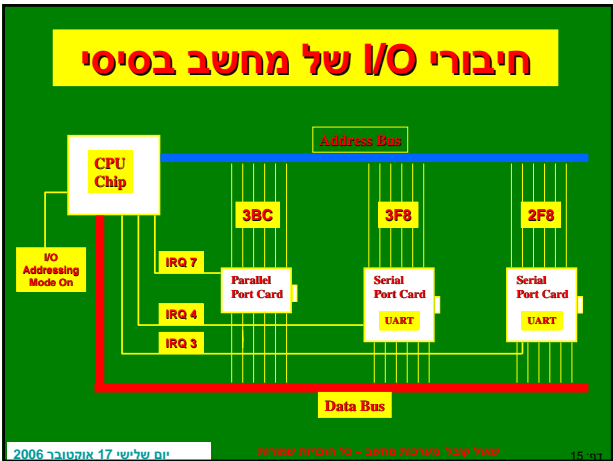 חיבורי I/O של מחשב בסיסי
Address Bus
CPU
Chip
3BC
3F8
2F8
I/O
Addressing
Mode On
IRQ 7
Parallel
Port Card
Serial
Port Card
UART
Serial
Port Card
UART
IRQ 4
IRQ 3
Data Bus
יום שלישי 17 אוקטובר 2006
שאול קובל מערכות מחשב – כל הזכויות שמורות
דף: 15